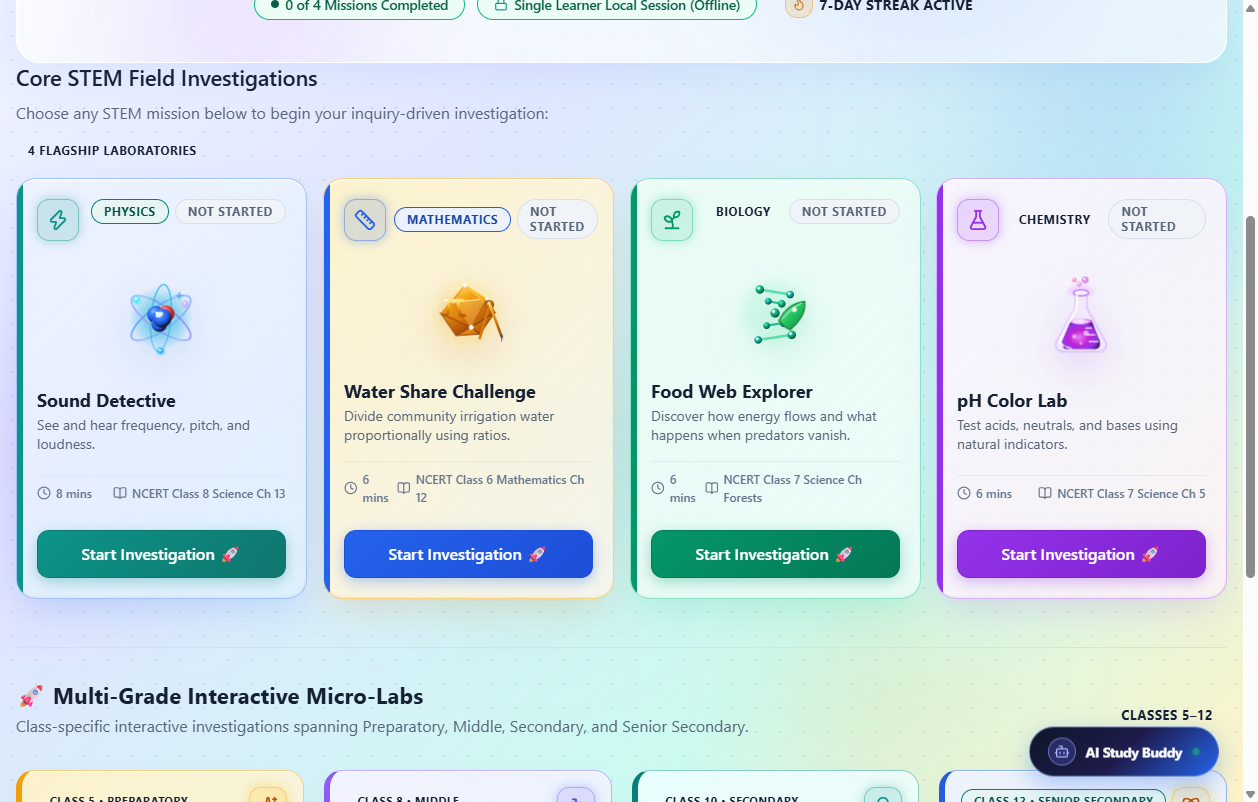 0 of 4 Missions Completed
Single Learner Local Session (Offline)
7-DAY STREAK ACTIVE
Core STEM Field Investigations
Choose any STEM mission below to begin your inquiry-driven investigation:
4 FLAGSHIP LABORATORIES
PHYSICS
NOT STARTED
Sound Detective
See and hear frequency, pitch, and
loudness.
8 mins
NCERT Class 8 Science Ch 13
Start Investigation 🚀
MATHEMATICS
NOT
STARTED
Water Share Challenge
Divide community irrigation water
proportionally using ratios.
6
mins
NCERT Class 6 Mathematics Ch
12
Start Investigation 🚀
BIOLOGY
NOT STARTED
Food Web Explorer
Discover how energy flows and what
happens when predators vanish.
6
mins
NCERT Class 7 Science Ch
Forests
Start Investigation 🚀
CHEMISTRY
NOT
STARTED
pH Color Lab
Test acids, neutrals, and bases using
natural indicators.
6 mins
NCERT Class 7 Science Ch 5
Start Investigation 🚀
🚀 Multi-Grade Interactive Micro-Labs
Class-specific interactive investigations spanning Preparatory, Middle, Secondary, and Senior Secondary.
CLASSES 5–12
AI Study Buddy
CLASS 5 • PREPARATORY
CLASS 8 • MIDDLE
CLASS 10 • SECONDARY
CLASS 12 • SENIOR SECONDARY